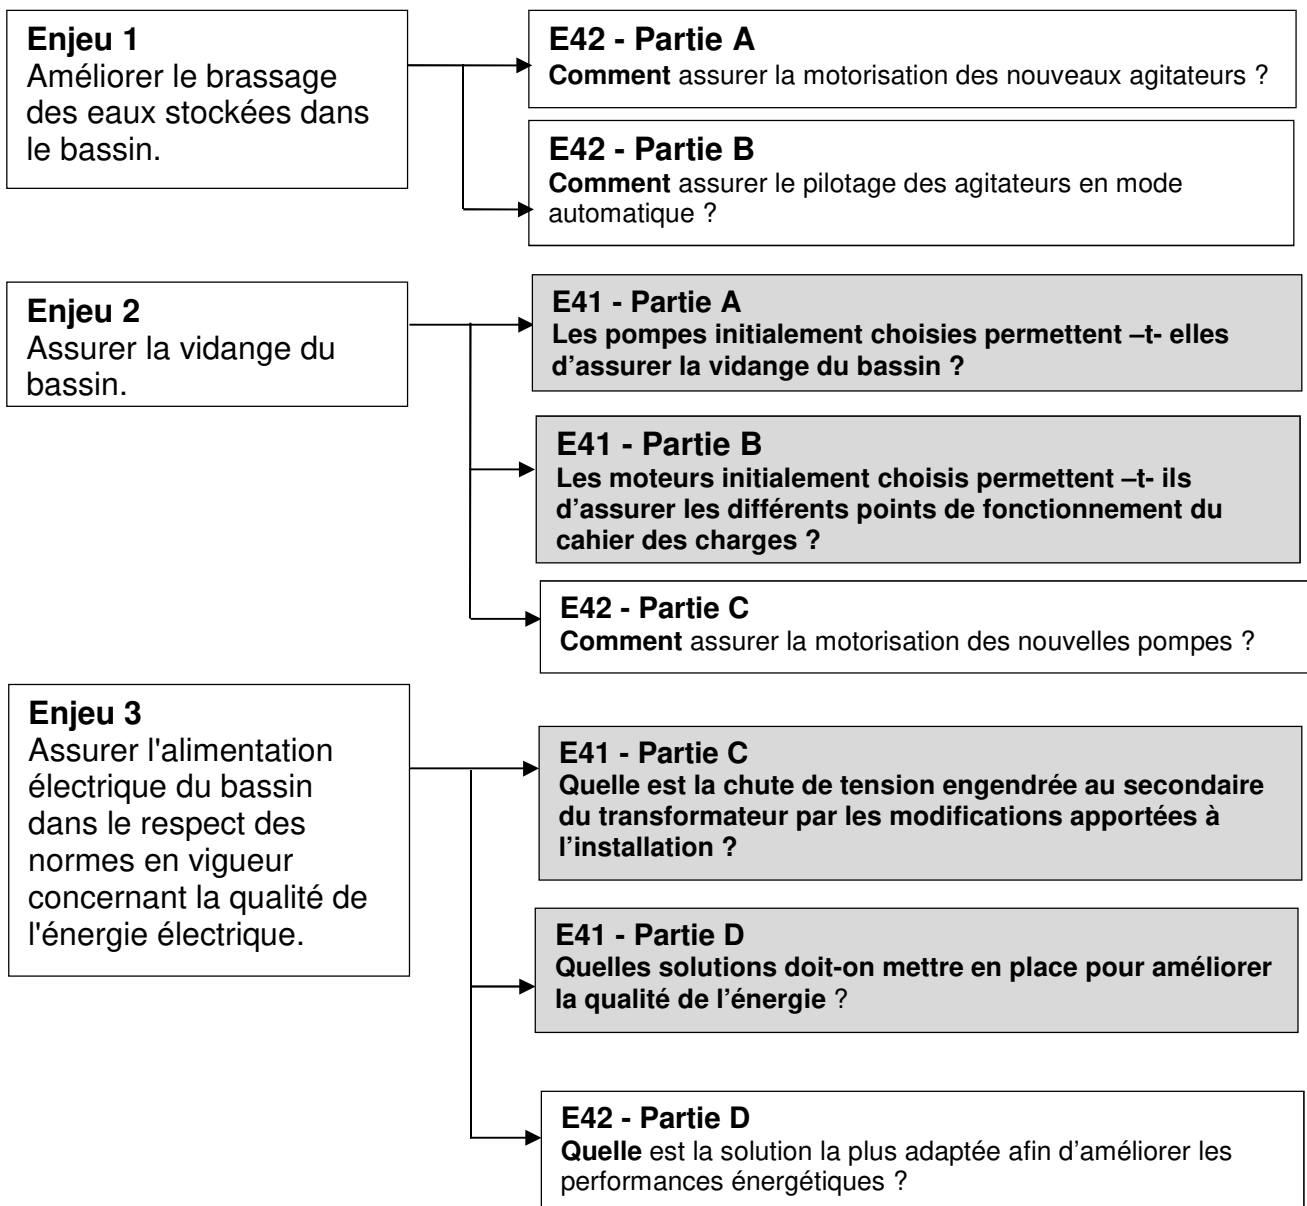 Enjeu 1
Améliorer le brassage
des eaux stockées dans
le bassin.
E42 - Partie A
Comment assurer la motorisation des nouveaux agitateurs ?
E42 - Partie B
Comment assurer le pilotage des agitateurs en mode
automatique ?
Enjeu 2
Assurer la vidange du
bassin.
E41 - Partie A
Les pompes initialement choisies permettent –t- elles
d’assurer la vidange du bassin ?
E41 - Partie B
Les moteurs initialement choisis permettent –t- ils
d’assurer les différents points de fonctionnement du
cahier des charges ?
E42 - Partie C
Comment assurer la motorisation des nouvelles pompes ?
Enjeu 3
Assurer l'alimentation
électrique du bassin
dans le respect des
normes en vigueur
concernant la qualité de
l'énergie électrique.
E41 - Partie C
Quelle est la chute de tension engendrée au secondaire
du transformateur par les modifications apportées à
l’installation ?
E41 - Partie D
Quelles solutions doit-on mettre en place pour améliorer
la qualité de l’énergie ?
E42 - Partie D
Quelle est la solution la plus adaptée afin d’améliorer les
performances énergétiques ?